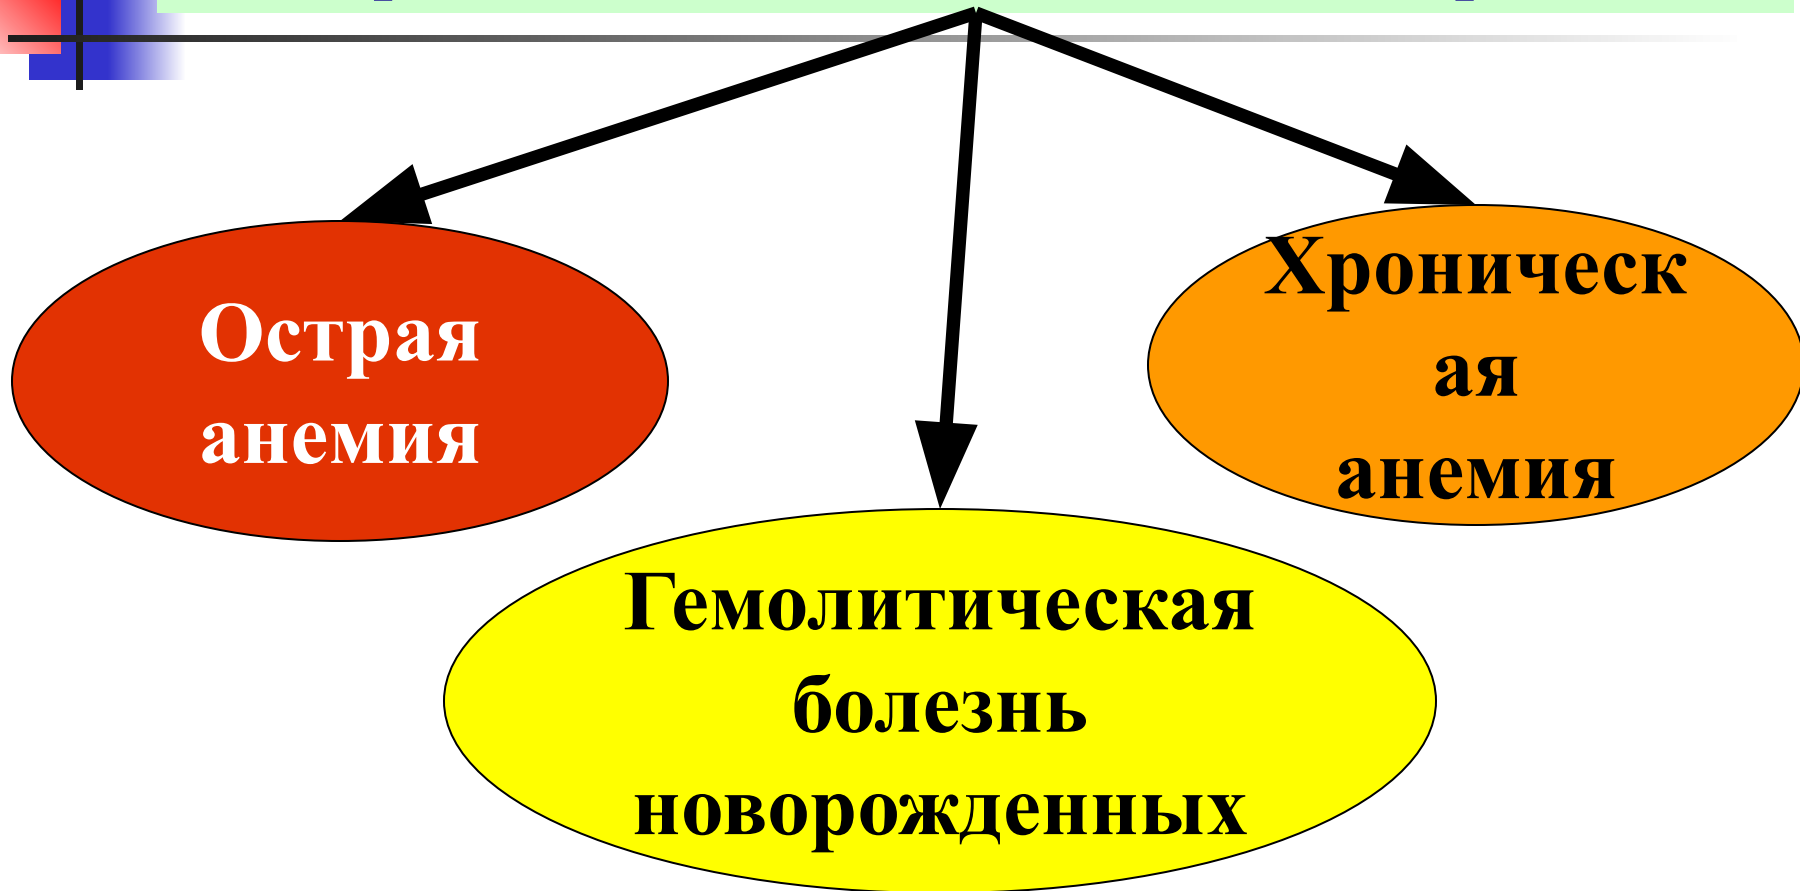 Острая
анемия
Хроническ
ая
анемия
Гемолитическая
болезнь
новорожденных